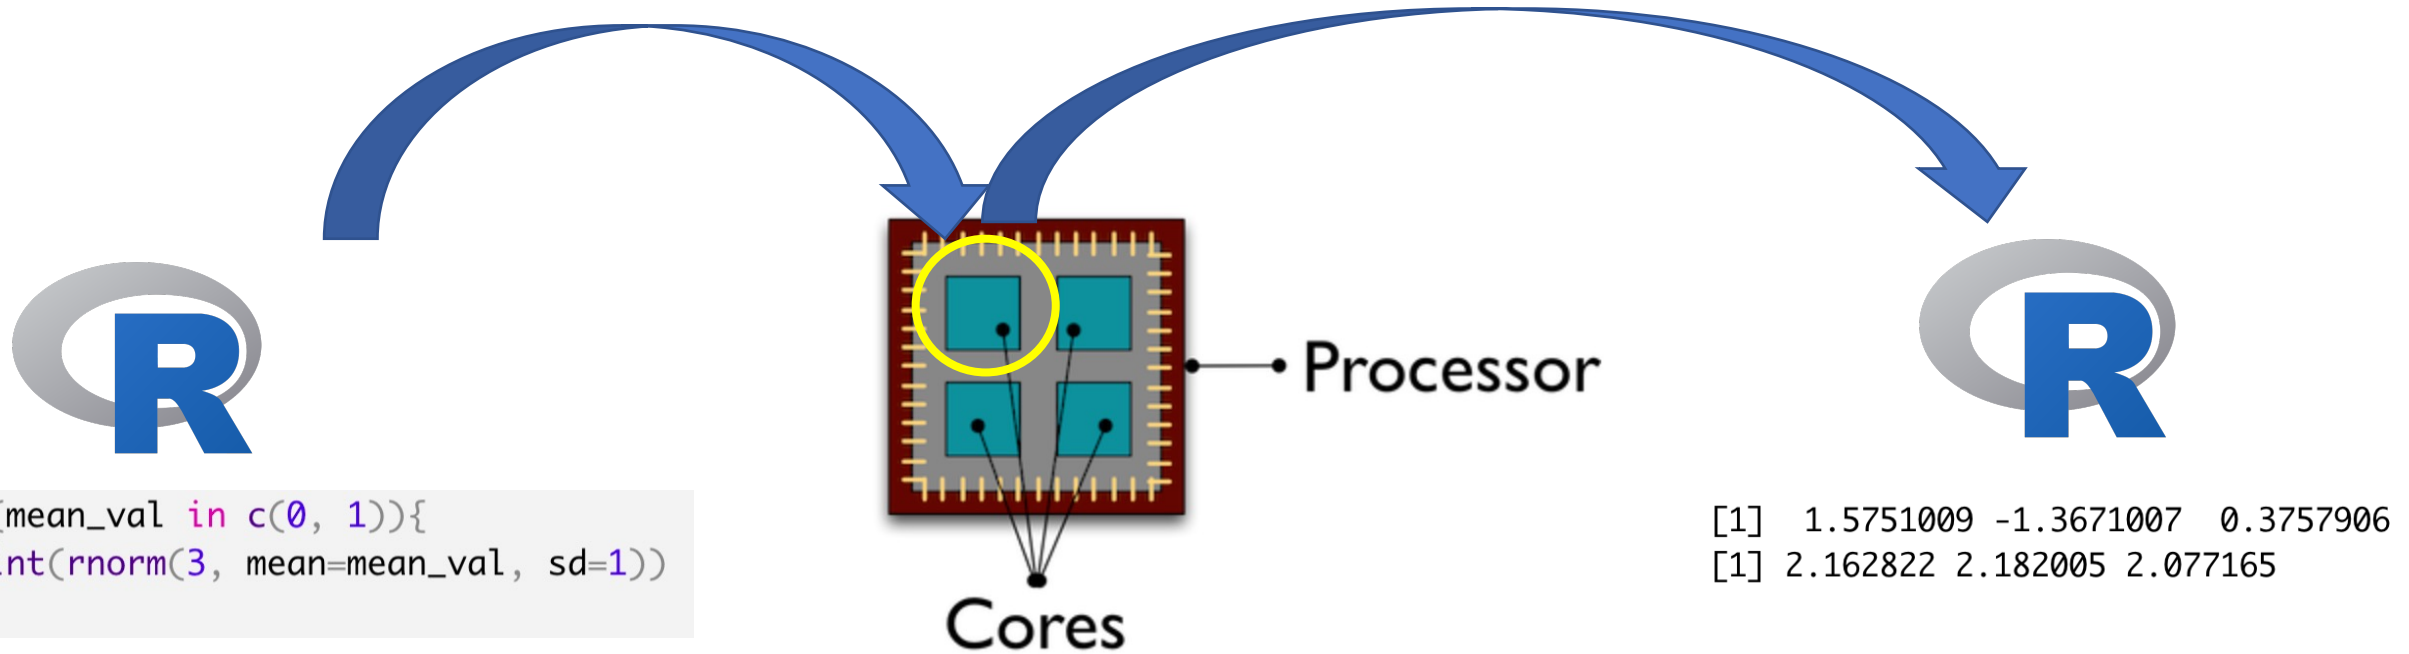 R
(mean_val in c(0, 1)){
int(rnorm(3, mean=mean_val, sd=1))
Processor
Cores
R
[1]  1.5751009 -1.3671007  0.3757906
[1] 2.162822 2.182005 2.077165